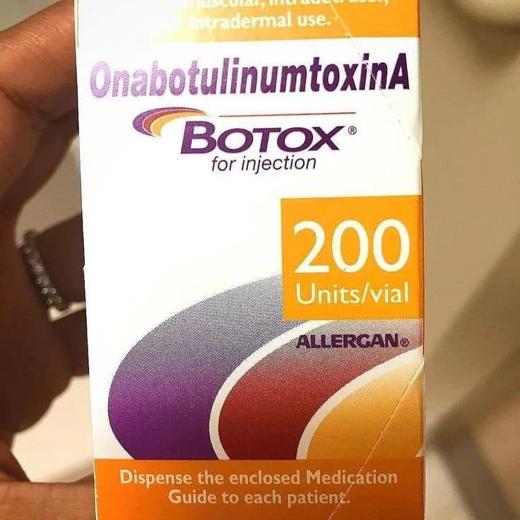 intradermal use.
OnabotulinumtoxinA
BOTOX®
for injection
200
Units/vial
ALLERGAN®
Dispense the enclosed Medication
Guide to each patient.